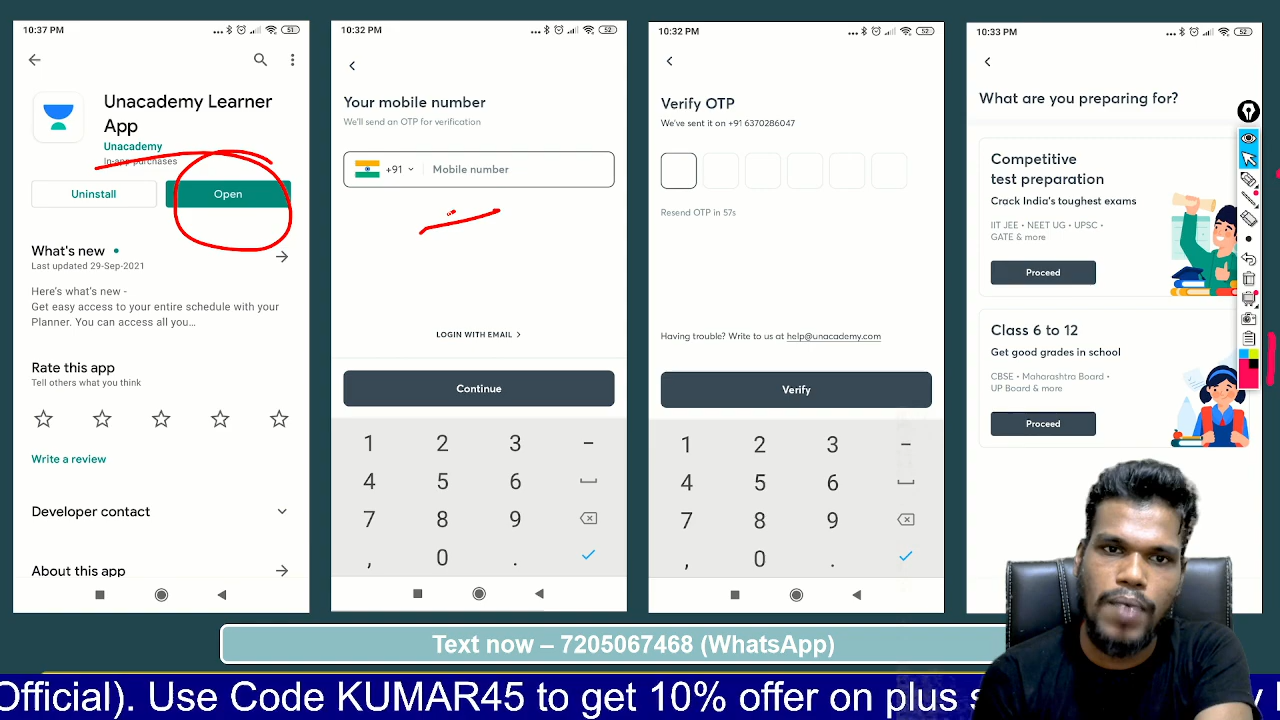 10:37 PM
51
Unacademy Learner
App
Unacademy
In-app purchases
Uninstall
Open
What's new
Last updated 29-Sep-2021
Here's what's new -
Get easy access to your entire schedule with your
Planner. You can access all you...
Rate this app
Tell others what you think
Write a review
Developer contact
About this app
10:32 PM
52
Your mobile number
We'll send an OTP for verification
+91
Mobile number
LOGIN WITH EMAIL >
Continue
1 2 3 –
4 5 6
7 8 9
, 0 .
10:32 PM
52
Verify OTP
We've sent it on +91 6370286047
Resend OTP in 57s
Having trouble? Write to us at help@unacademy.com
Verify
1 2 3 –
4 5 6
7 8 9
, 0 .
10:33 PM
52
What are you preparing for?
Competitive
test preparation
Crack India's toughest exams
IIT JEE • NEET UG • UPSC •
GATE & more
Proceed
Class 6 to 12
Get good grades in school
CBSE • Maharashtra Board •
UP Board & more
Proceed
Text now – 7205067468 (WhatsApp)
Official). Use Code KUMAR45 to get 10% offer on plus s